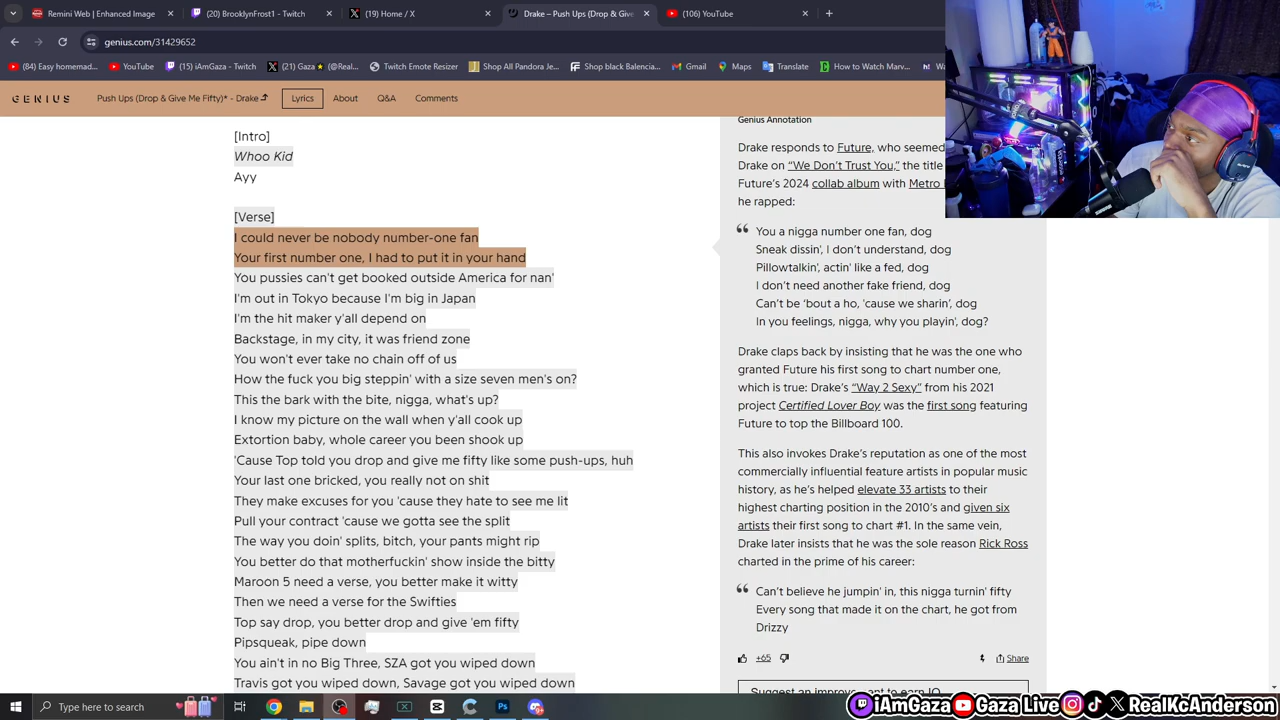 Remini Web | Enhanced Image
(20) BrooklynFrost1 - Twitch
(19) Home / X
Drake – Push Ups (Drop & Give
(106) YouTube
genius.com/31429652
(84) Easy homemad...
YouTube
(15) iAmGaza - Twitch
(21) Gaza
Twitch Emote Resizer
Shop All Pandora Je...
Shop black Balencia...
Gmail
Maps
Translate
How to Watch Marv...
GENIUS
Push Ups (Drop & Give Me Fifty)* - Drake
Lyrics
About
Q&A
Comments
[Intro]
Whoo Kid
Ayy
[Verse]
I could never be nobody number-one fan
Your first number one, I had to put it in your hand
You pussies can't get booked outside America for nan'
I'm out in Tokyo because I'm big in Japan
I'm the hit maker y'all depend on
Backstage, in my city, it was friend zone
You won't ever take no chain off of us
How the fuck you big steppin' with a size seven men's on?
This the bark with the bite, nigga, what's up?
I know my picture on the wall when y'all cook up
Extortion baby, whole career you been shook up
'Cause Top told you drop and give me fifty like some push-ups, huh
Your last one bricked, you really not on shit
They make excuses for you 'cause they hate to see me lit
Pull your contract 'cause we gotta see the split
The way you doin' splits, bitch, your pants might rip
You better do that motherfuckin' show inside the bitty
Maroon 5 need a verse, you better make it witty
Then we need a verse for the Swifties
Top say drop, you better drop and give 'em fifty
Pipsqueak, pipe down
You ain't in no Big Three, SZA got you wiped down
Travis got you wiped down, Savage got you wiped down
Genius Annotation
Drake responds to Future, who seemed
Drake on “We Don't Trust You,” the title
Future's 2024 collab album with Metro
he rapped:
You a nigga number one fan, dog
Sneak dissin', I don't understand, dog
Pillowtalkin', actin' like a fed, dog
I don't need another fake friend, dog
Can't be ‘bout a ho, 'cause we sharin', dog
In you feelings, nigga, why you playin', dog?
Drake claps back by insisting that he was the one who
granted Future his first song to chart number one,
which is true: Drake's “Way 2 Sexy” from his 2021
project Certified Lover Boy was the first song featuring
Future to top the Billboard 100.
This also invokes Drake's reputation as one of the most
commercially influential feature artists in popular music
history, as he's helped elevate 33 artists to their
highest charting position in the 2010's and given six
artists their first song to chart #1. In the same vein,
Drake later insists that he was the sole reason Rick Ross
charted in the prime of his career:
Can't believe he jumpin' in, this nigga turnin' fifty
Every song that made it on the chart, he got from
Drizzy
+65
Share
Suggest an improvement to earn IQ
Type here to search
iAmGaza
Gaza Live
RealKcAnderson